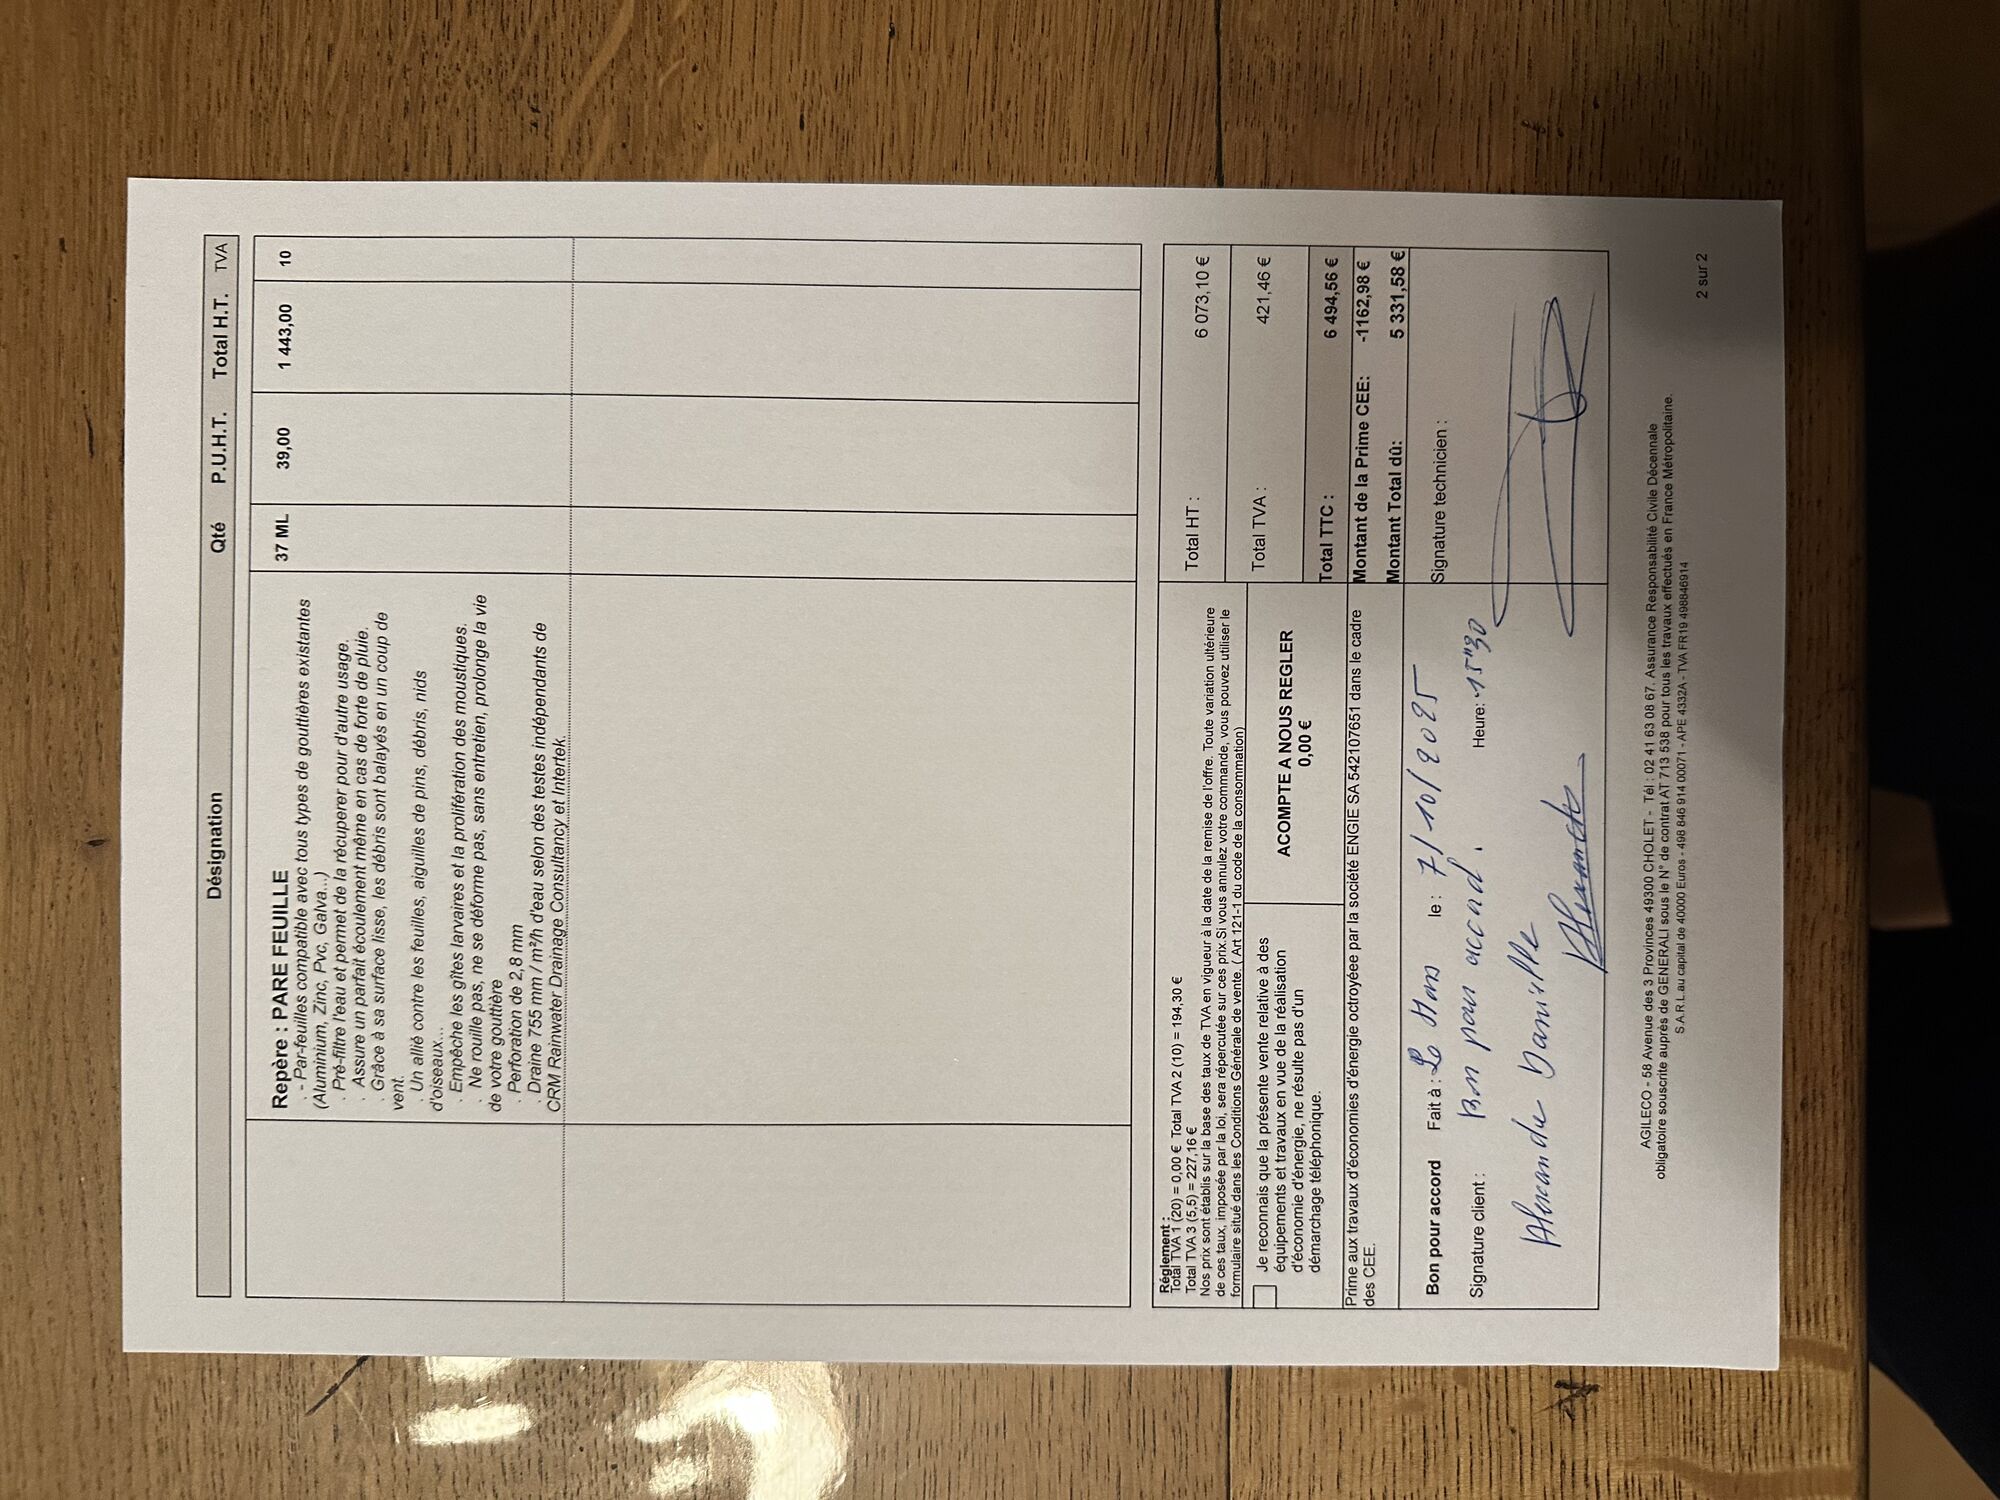 Désignation Qté P.U.H.T. Total H.T. TVA
Repère : PARE FEUILLE 37 ML 39,00 1 443,00 10
. - Par-feuilles compatible avec tous types de gouttières existantes
(Aluminium, Zinc, Pvc, Galva...)
. Pré-filtre l'eau et permet de la récuperer pour d'autre usage.
. Assure un parfait écoulement même en cas de forte de pluie.
. Grâce à sa surface lisse, les débris sont balayés en un coup de
vent.
. Un allié contre les feuilles, aiguilles de pins, débris, nids
d'oiseaux...
. Empêche les gîtes larvaires et la prolifération des moustiques.
. Ne rouille pas, ne se déforme pas, sans entretien, prolonge la vie
de votre gouttière
. Perforation de 2,8 mm
. Draine 755 mm / m²/h d'eau selon des testes indépendants de
CRM Rainwater Drainage Consultancy et Intertek.
Réglement :
Total TVA 1 (20) = 0,00 € Total TVA 2 (10) = 194,30 €
Total TVA 3 (5,5) = 227,16 €
Nos prix sont établis sur la base des taux de TVA en vigueur à la date de la remise de l'offre. Toute variation ultérieure
de ces taux, imposée par la loi, sera répercutée sur ces prix.Si vous annulez votre commande, vous pouvez utiliser le
formulaire situé dans les Conditions Générale de vente. ( Art 121-1 du code de la consommation)
Total HT : 6 073,10 €
Total TVA : 421,46 €
Total TTC : 6 494,56 €
Montant de la Prime CEE: -1162,98 €
Montant Total dû: 5 331,58 €
Je reconnais que la présente vente relative à des
équipements et travaux en vue de la réalisation
d'économie d'énergie, ne résulte pas d'un
démarchage téléphonique.
ACOMPTE A NOUS REGLER
0,00 €
Prime aux travaux d'économies d'énergie octroyéee par la société ENGIE SA 542107651 dans le cadre
des CEE.
Bon pour accord Fait à : Le Mans le : 7/10/2025
Signature client : Bon pour accord. Heure: 15h30
Alexandre Damville
Signature technicien :
AGILECO - 58 Avenue des 3 Provinces 49300 CHOLET - Tél : 02 41 63 08 67. Assurance Responsabilité Civile Décennale
obligatoire souscrite auprès de GENERALI sous le N° de contrat AT 713 538 pour tous les travaux effectués en France Métropolitaine.
S.A.R.L au capital de 40000 Euros - 498 846 914 00071 - APE 4332A - TVA FR19 498846914
2 sur 2